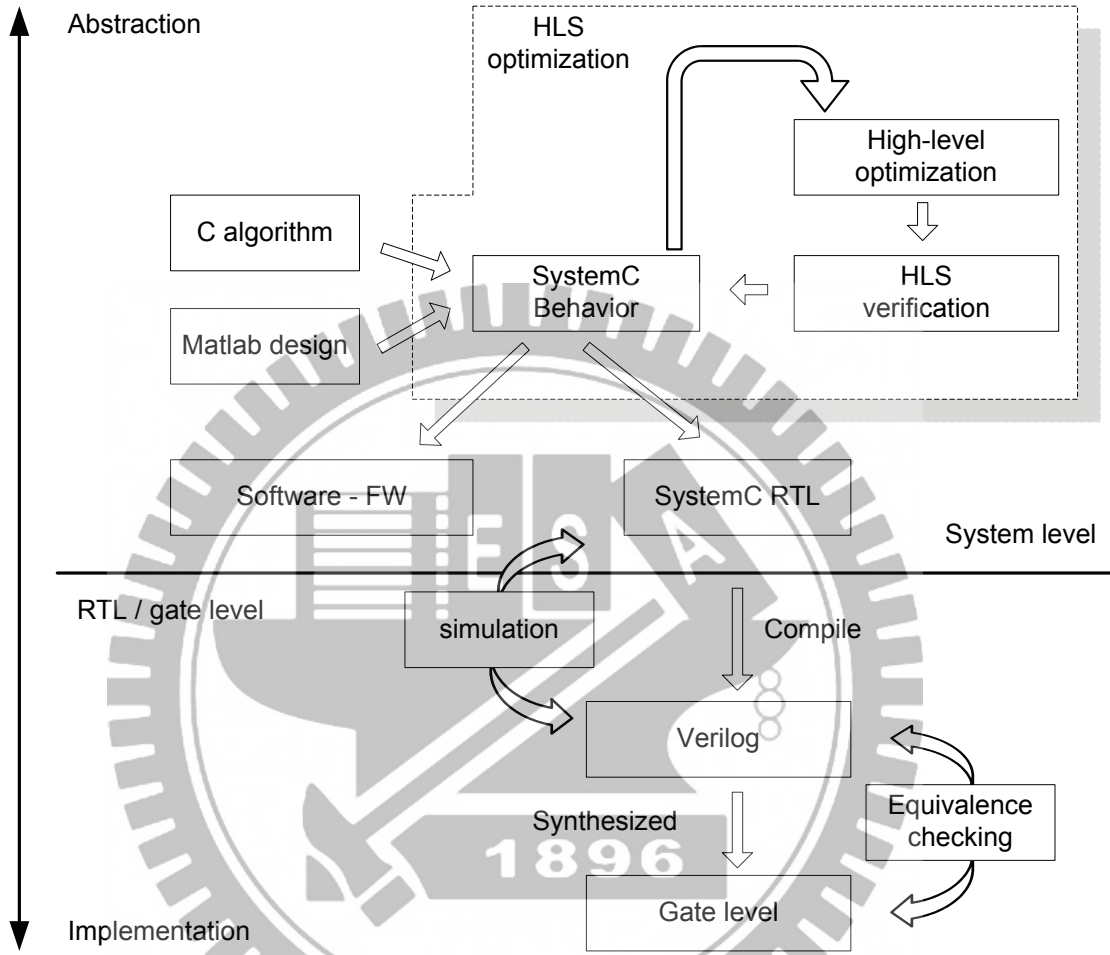 Abstraction
HLS
optimization
High-level
optimization
C algorithm
SystemC
Behavior
HLS
verification
Matlab design
Software - FW
SystemC RTL
E S A
System level
RTL / gate level
simulation
Compile
Verilog
Synthesized
Equivalence
checking
1896
Gate level
Implementation